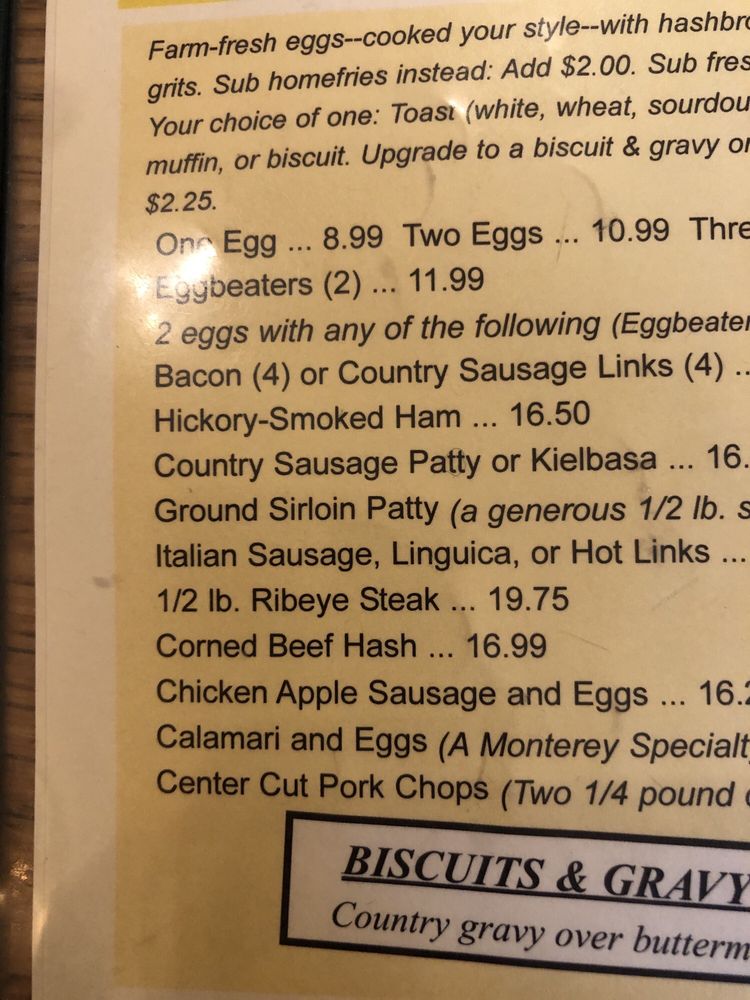 Farm-fresh eggs--cooked your style--with hashbro
grits. Sub homefries instead: Add $2.00. Sub fres
Your choice of one: Toast (white, wheat, sourdou
muffin, or biscuit. Upgrade to a biscuit & gravy or
$2.25.
One Egg ... 8.99 Two Eggs ... 10.99 Thre
Eggbeaters (2) ... 11.99
2 eggs with any of the following (Eggbeater
Bacon (4) or Country Sausage Links (4) ..
Hickory-Smoked Ham ... 16.50
Country Sausage Patty or Kielbasa ... 16.
Ground Sirloin Patty (a generous 1/2 lb. s
Italian Sausage, Linguica, or Hot Links ...
1/2 lb. Ribeye Steak ... 19.75
Corned Beef Hash ... 16.99
Chicken Apple Sausage and Eggs ... 16.2
Calamari and Eggs (A Monterey Specialty
Center Cut Pork Chops (Two 1/4 pound
BISCUITS & GRAVY
Country gravy over butterm